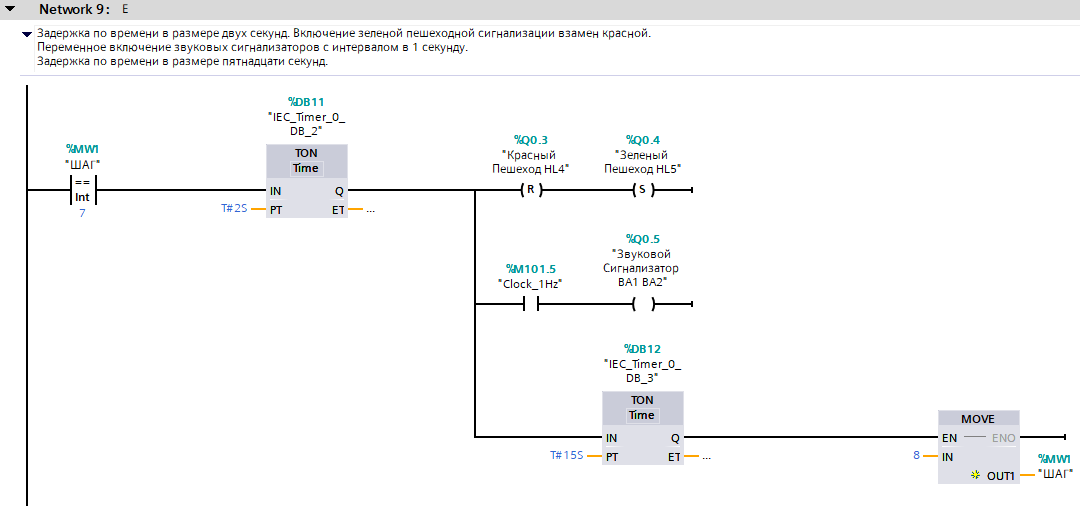 Network 9: E
Задержка по времени в размере двух секунд. Включение зеленой пешеходной сигнализации взамен красной.
Переменное включение звуковых сигнализаторов с интервалом в 1 секунду.
Задержка по времени в размере пятнадцати секунд.
%MW1
"ШАГ"
==
Int
7
%DB11
"IEC_Timer_0_
DB_2"
TON
Time
IN Q
T#2S PT ET ...
%Q0.3
"Красный
Пешеход HL4"
R
%Q0.4
"Зеленый
Пешеход HL5"
S
%M101.5
"Clock_1Hz"
%Q0.5
"Звуковой
Сигнализатор
BA1 BA2"
%DB12
"IEC_Timer_0_
DB_3"
TON
Time
IN Q
T#15S PT ET ...
MOVE
EN ENO
8 IN
OUT1
%MW1
"ШАГ"